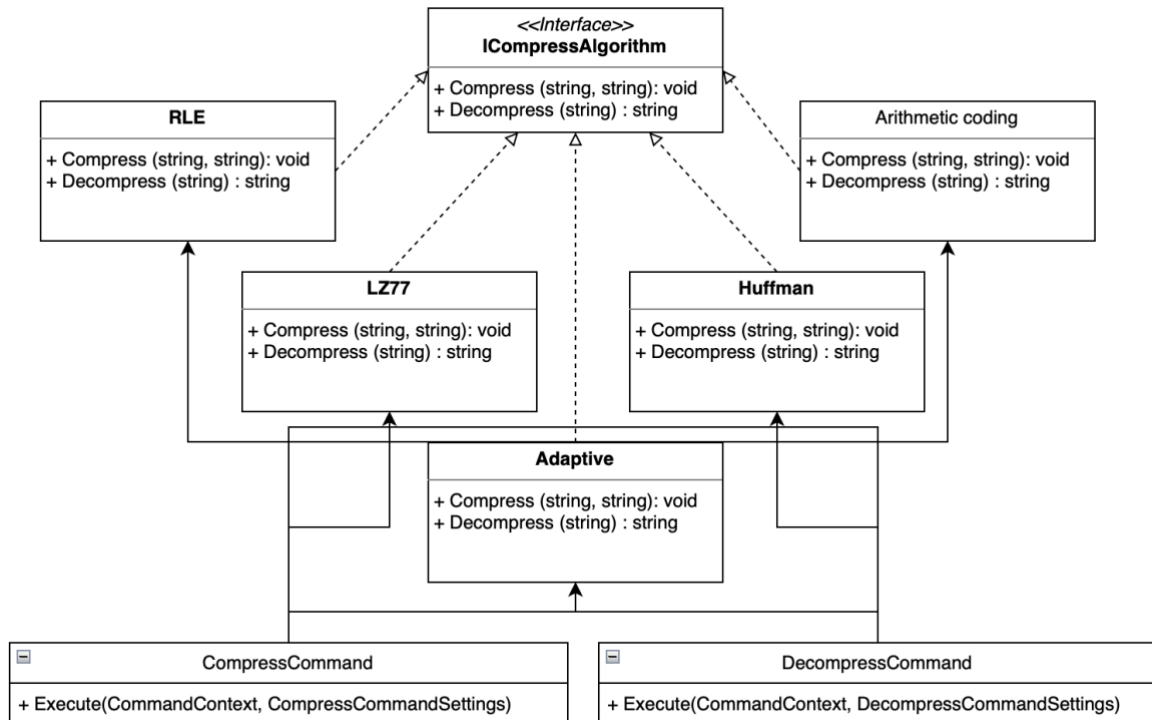 <<Interface>>
ICompressAlgorithm
+ Compress (string, string): void
+ Decompress (string) : string
RLE
+ Compress (string, string): void
+ Decompress (string) : string
Arithmetic coding
+ Compress (string, string): void
+ Decompress (string) : string
LZ77
+ Compress (string, string): void
+ Decompress (string) : string
Huffman
+ Compress (string, string): void
+ Decompress (string) : string
Adaptive
+ Compress (string, string): void
+ Decompress (string) : string
CompressCommand
+ Execute(CommandContext, CompressCommandSettings)
DecompressCommand
+ Execute(CommandContext, DecompressCommandSettings)